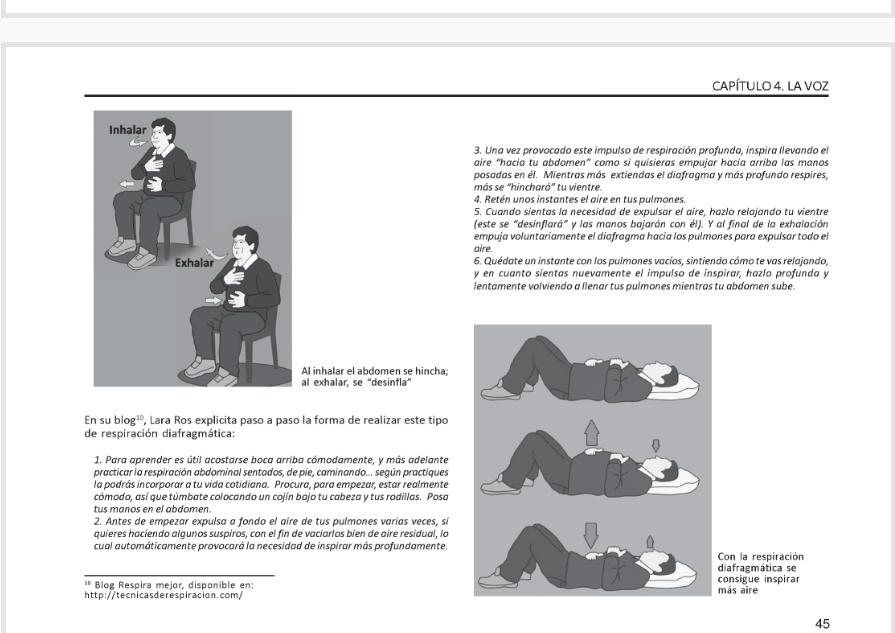 CAPÍTULO 4. LA VOZ
Inhalar
Exhalar
Al inhalar el abdomen se hincha;
al exhalar, se “desinfla”
En su blog¹⁰, Lara Ros explicita paso a paso la forma de realizar este tipo
de respiración diafragmática:
1. Para aprender es útil acostarse boca arriba cómodamente, y más adelante
practicar la respiración abdominal sentados, de pie, caminando... según practiques
la podrás incorporar a tu vida cotidiana. Procura, para empezar, estar realmente
cómodo, así que túmbate colocando un cojín bajo tu cabeza y tus rodillas. Posa
tus manos en el abdomen.
2. Antes de empezar expulsa a fondo el aire de tus pulmones varias veces, si
quieres haciendo algunos suspiros, con el fin de vaciarlos bien de aire residual, lo
cual automáticamente provocará la necesidad de inspirar más profundamente.
¹⁰ Blog Respira mejor, disponible en:
http://tecnicasderespiracion.com/
3. Una vez provocado este impulso de respiración profunda, inspira llevando el
aire “hacia tu abdomen” como si quisieras empujar hacia arriba las manos
posadas en él. Mientras más extiendas el diafragma y más profundo respires,
más se “hinchará” tu vientre.
4. Retén unos instantes el aire en tus pulmones.
5. Cuando sientas la necesidad de expulsar el aire, hazlo relajando tu vientre
(este se “desinflará” y las manos bajarán con él). Y al final de la exhalación
empuja voluntariamente el diafragma hacia los pulmones para expulsar todo el
aire.
6. Quédate un instante con los pulmones vacíos, sintiendo cómo te vas relajando,
y en cuanto sientas nuevamente el impulso de inspirar, hazlo profunda y
lentamente volviendo a llenar tus pulmones mientras tu abdomen sube.
Con la respiración
diafragmática se
consigue inspirar
más aire
45